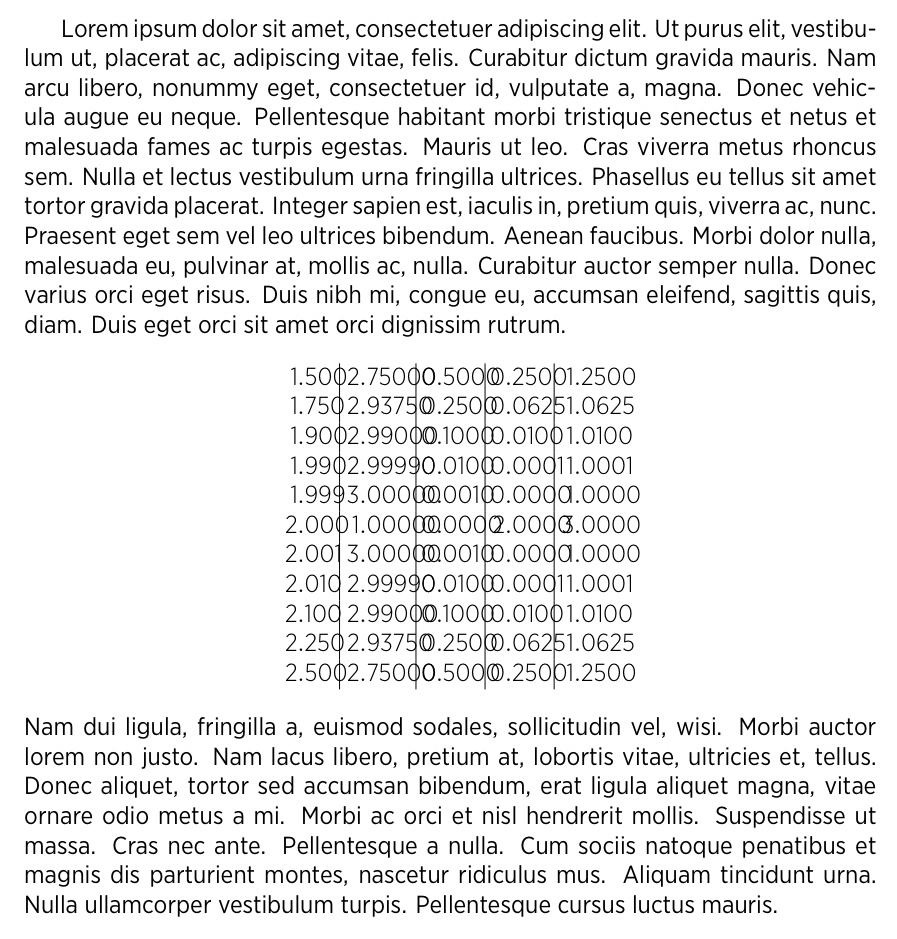 Lorem ipsum dolor sit amet, consectetuer adipiscing elit. Ut purus elit, vestibu-
lum ut, placerat ac, adipiscing vitae, felis. Curabitur dictum gravida mauris. Nam
arcu libero, nonummy eget, consectetuer id, vulputate a, magna. Donec vehic-
ula augue eu neque. Pellentesque habitant morbi tristique senectus et netus et
malesuada fames ac turpis egestas. Mauris ut leo. Cras viverra metus rhoncus
sem. Nulla et lectus vestibulum urna fringilla ultrices. Phasellus eu tellus sit amet
tortor gravida placerat. Integer sapien est, iaculis in, pretium quis, viverra ac, nunc.
Praesent eget sem vel leo ultrices bibendum. Aenean faucibus. Morbi dolor nulla,
malesuada eu, pulvinar at, mollis ac, nulla. Curabitur auctor semper nulla. Donec
varius orci eget risus. Duis nibh mi, congue eu, accumsan eleifend, sagittis quis,
diam. Duis eget orci sit amet orci dignissim rutrum.
1.500 2.75000 0.5000 0.2500 1.2500
1.750 2.93750 0.2500 0.0625 1.0625
1.900 2.99000 0.1000 0.0100 1.0100
1.990 2.99990 0.0100 0.0001 1.0001
1.999 3.00000 0.0010 0.0000 1.0000
2.000 1.00000 0.0000 2.0000 3.0000
2.001 3.00000 0.0010 0.0000 1.0000
2.010 2.99990 0.0100 0.0001 1.0001
2.100 2.99000 0.1000 0.0100 1.0100
2.250 2.93750 0.2500 0.0625 1.0625
2.500 2.75000 0.5000 0.2500 1.2500
Nam dui ligula, fringilla a, euismod sodales, sollicitudin vel, wisi. Morbi auctor
lorem non justo. Nam lacus libero, pretium at, lobortis vitae, ultricies et, tellus.
Donec aliquet, tortor sed accumsan bibendum, erat ligula aliquet magna, vitae
ornare odio metus a mi. Morbi ac orci et nisl hendrerit mollis. Suspendisse ut
massa. Cras nec ante. Pellentesque a nulla. Cum sociis natoque penatibus et
magnis dis parturient montes, nascetur ridiculus mus. Aliquam tincidunt urna.
Nulla ullamcorper vestibulum turpis. Pellentesque cursus luctus mauris.